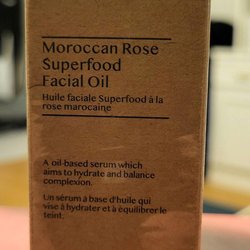 Moroccan Rose
Superfood
Facial Oil
Huile faciale Superfood à la
rose marocaine
A oil-based serum which
aims to hydrate and balance
complexion.
Un sérum à base d'huile qui
vise à hydrater et à équilibrer le
teint.